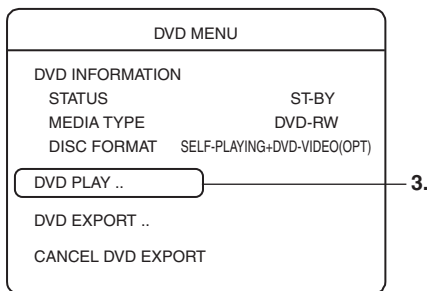 DVD MENU
DVD INFORMATION
STATUS ST-BY
MEDIA TYPE DVD-RW
DISC FORMAT SELF-PLAYING+DVD-VIDEO(OPT)
DVD PLAY .. 3.
DVD EXPORT ..
CANCEL DVD EXPORT